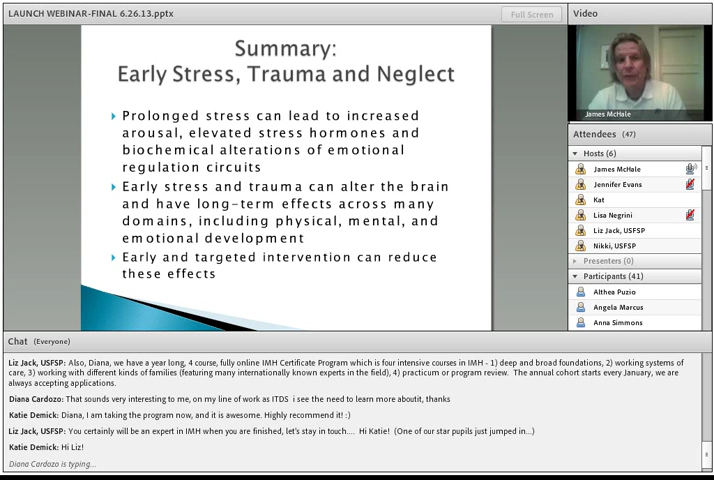 LAUNCH WEBINAR-FINAL 6.26.13.pptx
Full Screen
Summary:
Early Stress, Trauma and Neglect
Prolonged stress can lead to increased
arousal, elevated stress hormones and
biochemical alterations of emotional
regulation circuits
Early stress and trauma can alter the brain
and have long-term effects across many
domains, including physical, mental, and
emotional development
Early and targeted intervention can reduce
these effects
Video
James McHale
Attendees (47)
Hosts (6)
James McHale
Jennifer Evans
Kat
Lisa Negrini
Liz Jack, USFSP
Nikki, USFSP
Presenters (0)
Participants (41)
Althea Puzio
Angela Marcus
Anna Simmons
Chat (Everyone)
Liz Jack, USFSP: Also, Diana, we have a year long, 4 course, fully online IMH Certificate Program which is four intensive courses in IMH - 1) deep and broad foundations, 2) working systems of
care, 3) working with different kinds of families (featuring many internationally known experts in the field), 4) practicum or program review. The annual cohort starts every January, we are
always accepting applications.
Diana Cardozo: That sounds very interesting to me, on my line of work as ITDS i see the need to learn more aboutit, thanks
Katie Demick: Diana, I am taking the program now, and it is awesome. Highly recommend it! :)
Liz Jack, USFSP: You certainly will be an expert in IMH when you are finished, let's stay in touch.... Hi Katie! (One of our star pupils just jumped in...)
Katie Demick: Hi Liz!
Diana Cardozo is typing...